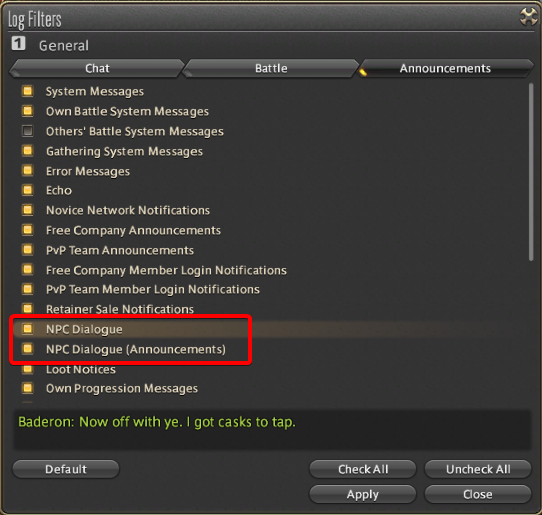 Log Filters
1 General
Chat Battle Announcements
System Messages
Own Battle System Messages
Others' Battle System Messages
Gathering System Messages
Error Messages
Echo
Novice Network Notifications
Free Company Announcements
PvP Team Announcements
Free Company Member Login Notifications
PvP Team Member Login Notifications
Retainer Sale Notifications
NPC Dialogue
NPC Dialogue (Announcements)
Loot Notices
Own Progression Messages
Baderon: Now off with ye. I got casks to tap.
Default Check All Uncheck All
Apply Close